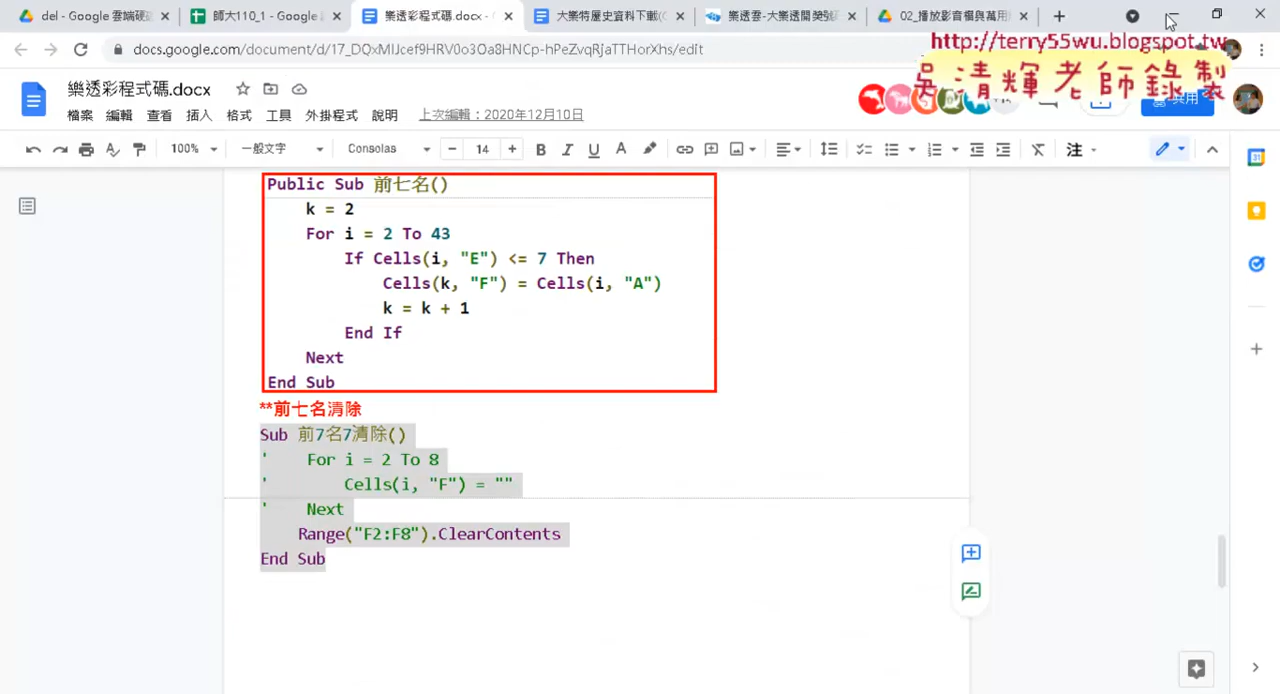 del - Google 雲端硬碟
師大110_1 - Google
樂透彩程式碼.docx -
大樂特歷史資料下載(
樂透雲-大樂透開獎號
02_播放影音檔與萬用
docs.google.com/document/d/17_DQxMIJcef9HRV0o3Oa8HNCp-hPeZvqRjaTTHorXhs/edit
http://terry55wu.blogspot.tw
吳清輝老師錄製
樂透彩程式碼.docx
共用
檔案 編輯 查看 插入 格式 工具 外掛程式 說明 上次編輯：2020年12月10日
100% 一般文字 Consolas 14 B I U A 注
Public Sub 前七名()
k = 2
For i = 2 To 43
If Cells(i, "E") <= 7 Then
Cells(k, "F") = Cells(i, "A")
k = k + 1
End If
Next
End Sub
**前七名清除
Sub 前7名7清除()
' For i = 2 To 8
' Cells(i, "F") = ""
' Next
Range("F2:F8").ClearContents
End Sub